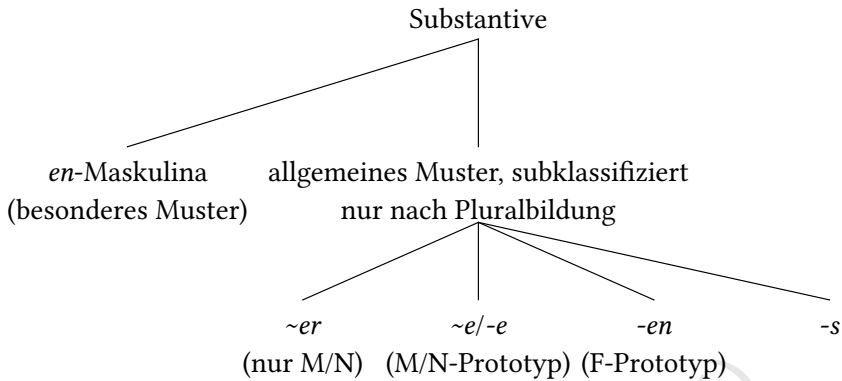 Substantive
en-Maskulina
(besonderes Muster)
allgemeines Muster, subklassifiziert
nur nach Pluralbildung
~er
(nur M/N)
~e/-e
(M/N-Prototyp)
-en
(F-Prototyp)
-s